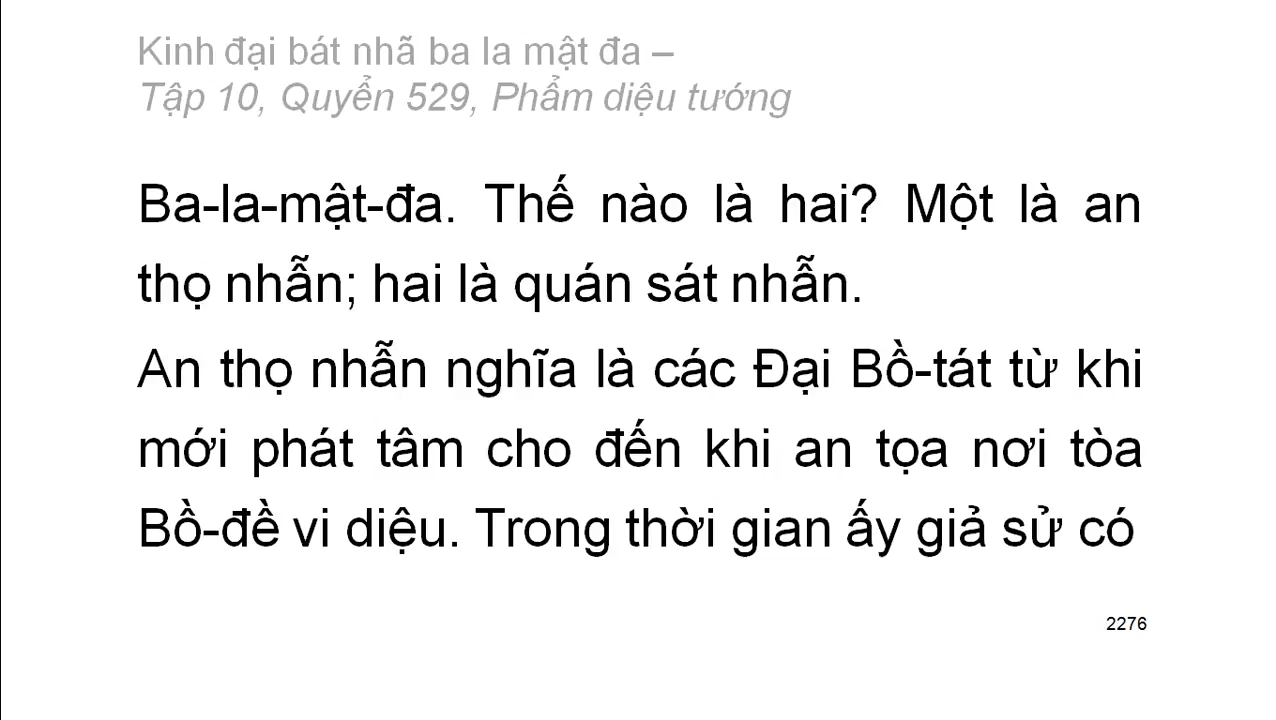 Kinh đại bát nhã ba la mật đa –
Tập 10, Quyển 529, Phẩm diệu tướng
Ba-la-mật-đa. Thế nào là hai? Một là an
thọ nhẫn; hai là quán sát nhẫn.
An thọ nhẫn nghĩa là các Đại Bồ-tát từ khi
mới phát tâm cho đến khi an tọa nơi tòa
Bồ-đề vi diệu. Trong thời gian ấy giả sử có
2276